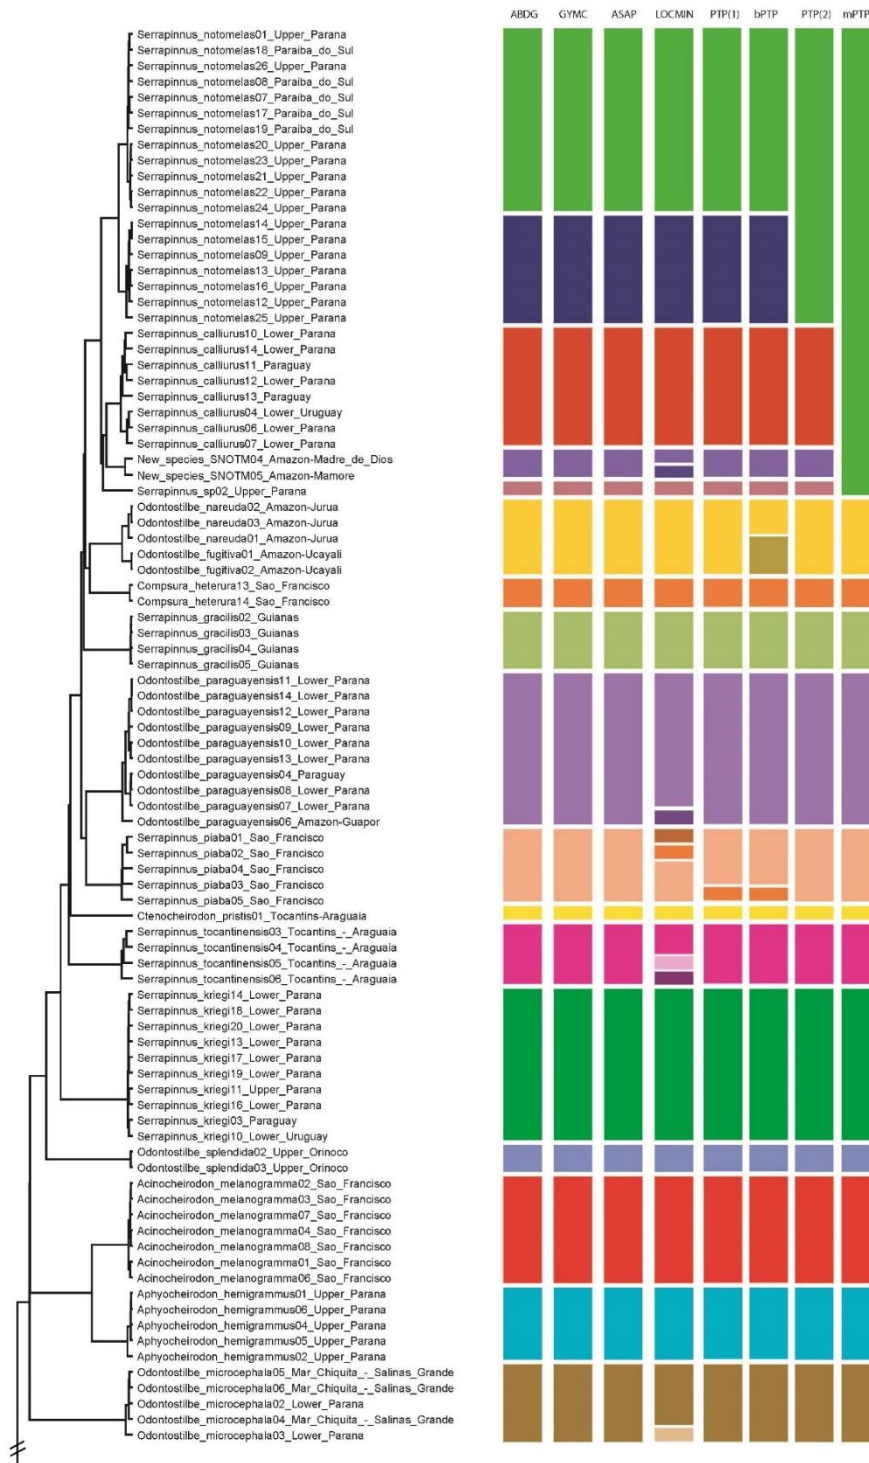 ABDG GYMC ASAP LOCMIN PTP(1) bPTP PTP(2) mPTP
Serrapinnus_notomelas01_Upper_Parana
Serrapinnus_notomelas18_Paraiba_do_Sul
Serrapinnus_notomelas26_Upper_Parana
Serrapinnus_notomelas08_Paraiba_do_Sul
Serrapinnus_notomelas07_Paraiba_do_Sul
Serrapinnus_notomelas17_Paraiba_do_Sul
Serrapinnus_notomelas19_Paraiba_do_Sul
Serrapinnus_notomelas20_Upper_Parana
Serrapinnus_notomelas23_Upper_Parana
Serrapinnus_notomelas21_Upper_Parana
Serrapinnus_notomelas22_Upper_Parana
Serrapinnus_notomelas24_Upper_Parana
Serrapinnus_notomelas14_Upper_Parana
Serrapinnus_notomelas15_Upper_Parana
Serrapinnus_notomelas09_Upper_Parana
Serrapinnus_notomelas13_Upper_Parana
Serrapinnus_notomelas16_Upper_Parana
Serrapinnus_notomelas12_Upper_Parana
Serrapinnus_notomelas25_Upper_Parana
Serrapinnus_calliurus10_Lower_Parana
Serrapinnus_calliurus14_Lower_Parana
Serrapinnus_calliurus11_Paraguay
Serrapinnus_calliurus12_Lower_Parana
Serrapinnus_calliurus13_Paraguay
Serrapinnus_calliurus04_Lower_Uruguay
Serrapinnus_calliurus06_Lower_Parana
Serrapinnus_calliurus07_Lower_Parana
New_species_SNOTM04_Amazon-Madre_de_Dios
New_species_SNOTM05_Amazon-Mamore
Serrapinnus_sp02_Upper_Parana
Odontostilbe_nareuda02_Amazon-Jurua
Odontostilbe_nareuda03_Amazon-Jurua
Odontostilbe_nareuda01_Amazon-Jurua
Odontostilbe_fugitiva01_Amazon-Ucayali
Odontostilbe_fugitiva02_Amazon-Ucayali
Compsura_heterura13_Sao_Francisco
Compsura_heterura14_Sao_Francisco
Serrapinnus_gracilis02_Guianas
Serrapinnus_gracilis03_Guianas
Serrapinnus_gracilis04_Guianas
Serrapinnus_gracilis05_Guianas
Odontostilbe_paraguayensis11_Lower_Parana
Odontostilbe_paraguayensis14_Lower_Parana
Odontostilbe_paraguayensis12_Lower_Parana
Odontostilbe_paraguayensis09_Lower_Parana
Odontostilbe_paraguayensis10_Lower_Parana
Odontostilbe_paraguayensis13_Lower_Parana
Odontostilbe_paraguayensis04_Paraguay
Odontostilbe_paraguayensis08_Lower_Parana
Odontostilbe_paraguayensis07_Lower_Parana
Odontostilbe_paraguayensis06_Amazon-Guapor
Serrapinnus_piaba01_Sao_Francisco
Serrapinnus_piaba02_Sao_Francisco
Serrapinnus_piaba04_Sao_Francisco
Serrapinnus_piaba03_Sao_Francisco
Serrapinnus_piaba05_Sao_Francisco
Ctenocheirodon_pristis01_Tocantins-Araguaia
Serrapinnus_tocantinensis03_Tocantins_-_Araguaia
Serrapinnus_tocantinensis04_Tocantins_-_Araguaia
Serrapinnus_tocantinensis05_Tocantins_-_Araguaia
Serrapinnus_tocantinensis06_Tocantins_-_Araguaia
Serrapinnus_kriegi14_Lower_Parana
Serrapinnus_kriegi18_Lower_Parana
Serrapinnus_kriegi20_Lower_Parana
Serrapinnus_kriegi13_Lower_Parana
Serrapinnus_kriegi17_Lower_Parana
Serrapinnus_kriegi19_Lower_Parana
Serrapinnus_kriegi11_Upper_Parana
Serrapinnus_kriegi16_Lower_Parana
Serrapinnus_kriegi03_Paraguay
Serrapinnus_kriegi10_Lower_Uruguay
Odontostilbe_splendida02_Upper_Orinoco
Odontostilbe_splendida03_Upper_Orinoco
Acinocheirodon_melanogramma02_Sao_Francisco
Acinocheirodon_melanogramma03_Sao_Francisco
Acinocheirodon_melanogramma07_Sao_Francisco
Acinocheirodon_melanogramma04_Sao_Francisco
Acinocheirodon_melanogramma08_Sao_Francisco
Acinocheirodon_melanogramma01_Sao_Francisco
Acinocheirodon_melanogramma06_Sao_Francisco
Aphyocheirodon_hemigrammus01_Upper_Parana
Aphyocheirodon_hemigrammus06_Upper_Parana
Aphyocheirodon_hemigrammus04_Upper_Parana
Aphyocheirodon_hemigrammus05_Upper_Parana
Aphyocheirodon_hemigrammus02_Upper_Parana
Odontostilbe_microcephala05_Mar_Chiquita_-_Salinas_Grande
Odontostilbe_microcephala06_Mar_Chiquita_-_Salinas_Grande
Odontostilbe_microcephala02_Lower_Parana
Odontostilbe_microcephala04_Mar_Chiquita_-_Salinas_Grande
Odontostilbe_microcephala03_Lower_Parana